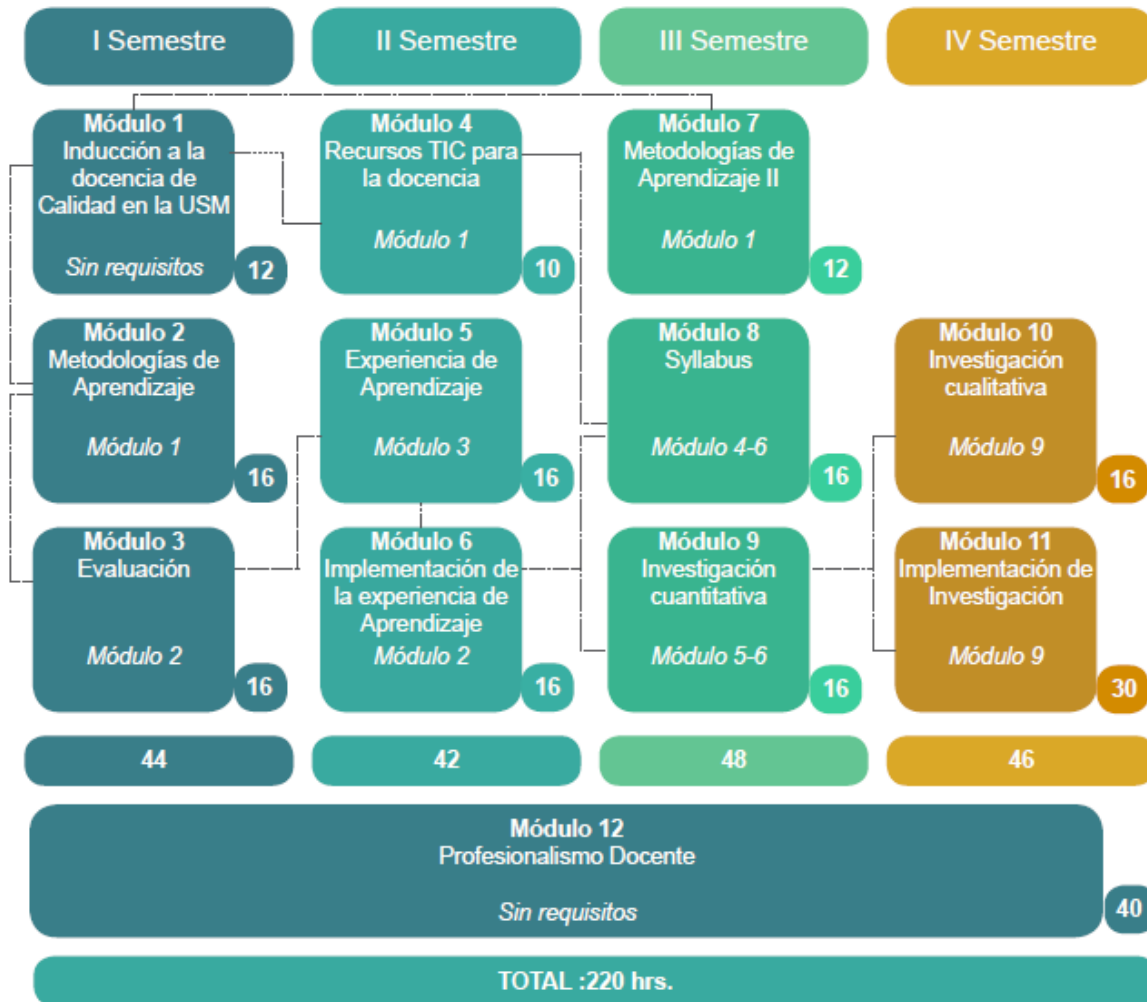 I Semestre
II Semestre
III Semestre
IV Semestre
Módulo 1
Inducción a la
docencia de
Calidad en la USM
Sin requisitos
12
Módulo 4
Recursos TIC para
la docencia
Módulo 1
10
Módulo 7
Metodologías de
Aprendizaje II
Módulo 1
12
Módulo 2
Metodologías de
Aprendizaje
Módulo 1
16
Módulo 5
Experiencia de
Aprendizaje
Módulo 3
16
Módulo 8
Syllabus
Módulo 4-6
16
Módulo 10
Investigación
cualitativa
Módulo 9
16
Módulo 3
Evaluación
Módulo 2
16
Módulo 6
Implementación de
la experiencia de
Aprendizaje
Módulo 2
16
Módulo 9
Investigación
cuantitativa
Módulo 5-6
16
Módulo 11
Implementación de
Investigación
Módulo 9
30
44
42
48
46
Módulo 12
Profesionalismo Docente
Sin requisitos
40
TOTAL :220 hrs.